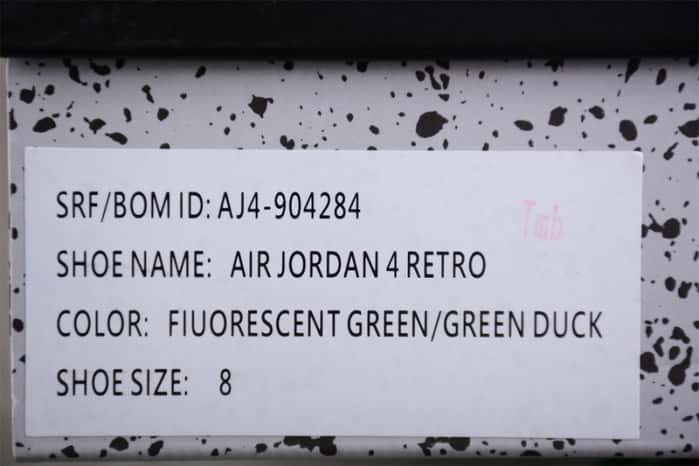 SRF/BOM ID: AJ4-904284
Tmb
SHOE NAME: AIR JORDAN 4 RETRO
COLOR: FIUORESCENT GREEN/GREEN DUCK
SHOE SIZE: 8